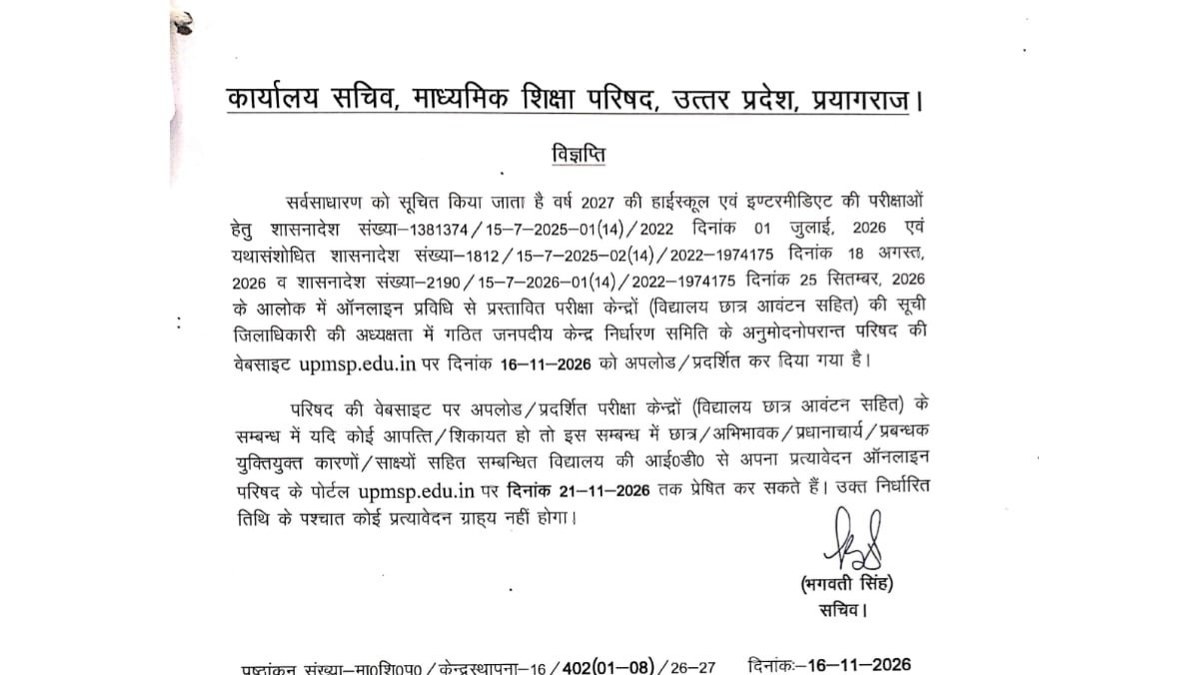 कार्यालय सचिव, माध्यमिक शिक्षा परिषद, उत्तर प्रदेश, प्रयागराज।
विज्ञप्ति
सर्वसाधारण को सूचित किया जाता है वर्ष 2027 की हाईस्कूल एवं इण्टरमीडिएट की परीक्षाओं
हेतु शासनादेश संख्या–1381374/15–7–2025–01(14)/2022 दिनांक 01 जुलाई, 2026 एवं
यथासंशोधित शासनादेश संख्या–1812/15–7–2025–02(14)/2022–1974175 दिनांक 18 अगस्त,
2026 व शासनादेश संख्या–2190/15–7–2026–01(14)/2022–1974175 दिनांक 25 सितम्बर, 2026
के आलोक में ऑनलाइन प्रविधि से प्रस्तावित परीक्षा केन्द्रों (विद्यालय छात्र आवंटन सहित) की सूची
जिलाधिकारी की अध्यक्षता में गठित जनपदीय केन्द्र निर्धारण समिति के अनुमोदनोपरान्त परिषद की
वेबसाइट upmsp.edu.in पर दिनांक 16–11–2026 को अपलोड/प्रदर्शित कर दिया गया है।
परिषद की वेबसाइट पर अपलोड/प्रदर्शित परीक्षा केन्द्रों (विद्यालय छात्र आवंटन सहित) के
सम्बन्ध में यदि कोई आपत्ति/शिकायत हो तो इस सम्बन्ध में छात्र/अभिभावक/प्रधानाचार्य/प्रबन्धक
युक्तियुक्त कारणों/साक्ष्यों सहित सम्बन्धित विद्यालय की आई0डी0 से अपना प्रत्यावेदन ऑनलाइन
परिषद के पोर्टल upmsp.edu.in पर दिनांक 21–11–2026 तक प्रेषित कर सकते हैं। उक्त निर्धारित
तिथि के पश्चात कोई प्रत्यावेदन ग्राह्य नहीं होगा।
(भगवती सिंह)
सचिव।
पृष्ठांकन संख्या–मा0शि0प0/केन्द्रस्थापना–16/402(01–08)/26–27 दिनांकः–16–11–2026